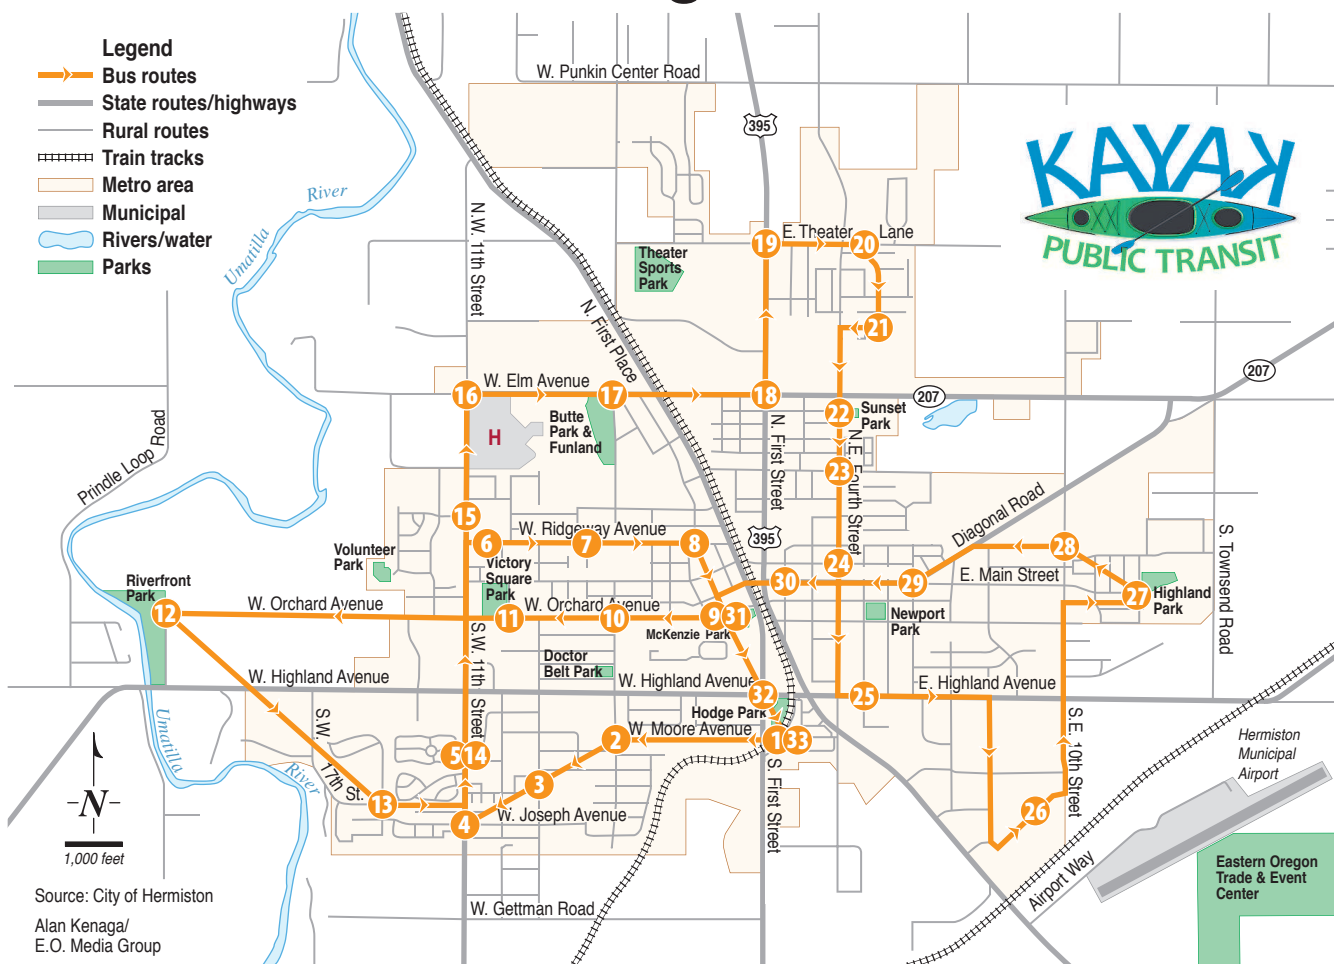 Legend
Bus routes
State routes/highways
Rural routes
Train tracks
Metro area
Municipal
Rivers/water
Parks
W. Punkin Center Road
395
KAYAK
PUBLIC TRANSIT
River
Umatilla
N.W. 11th Street
Theater
Sports
Park
19
E. Theater
20
Lane
21
N. First Place
207
16
W. Elm Avenue
17
18
207
H
Butte
Park &
Funland
22
Sunset
Park
Prindle Loop Road
N. First Street
N.E. Fourth Street
23
15
W. Ridgeway Avenue
6
7
8
395
Diagonal Road
28
S. Townsend Road
Volunteer
Park
Victory
Square
Park
24
30
29
E. Main Street
27
Highland
Park
Riverfront
Park
12
W. Orchard Avenue
11
W. Orchard Avenue
10
9
31
McKenzie Park
Newport
Park
Doctor
Belt Park
S.W. 11th Street
W. Highland Avenue
W. Highland Avenue
32
25
E. Highland Avenue
Hodge Park
S.W. 17th St.
Umatilla
River
W. Moore Avenue
2
1
33
5
14
S.E. 10th Street
Hermiston
Municipal
Airport
3
13
4
W. Joseph Avenue
S. First Street
26
N
1,000 feet
Airport Way
Eastern Oregon
Trade & Event
Center
W. Gettman Road
Source: City of Hermiston
Alan Kenaga/
E.O. Media Group